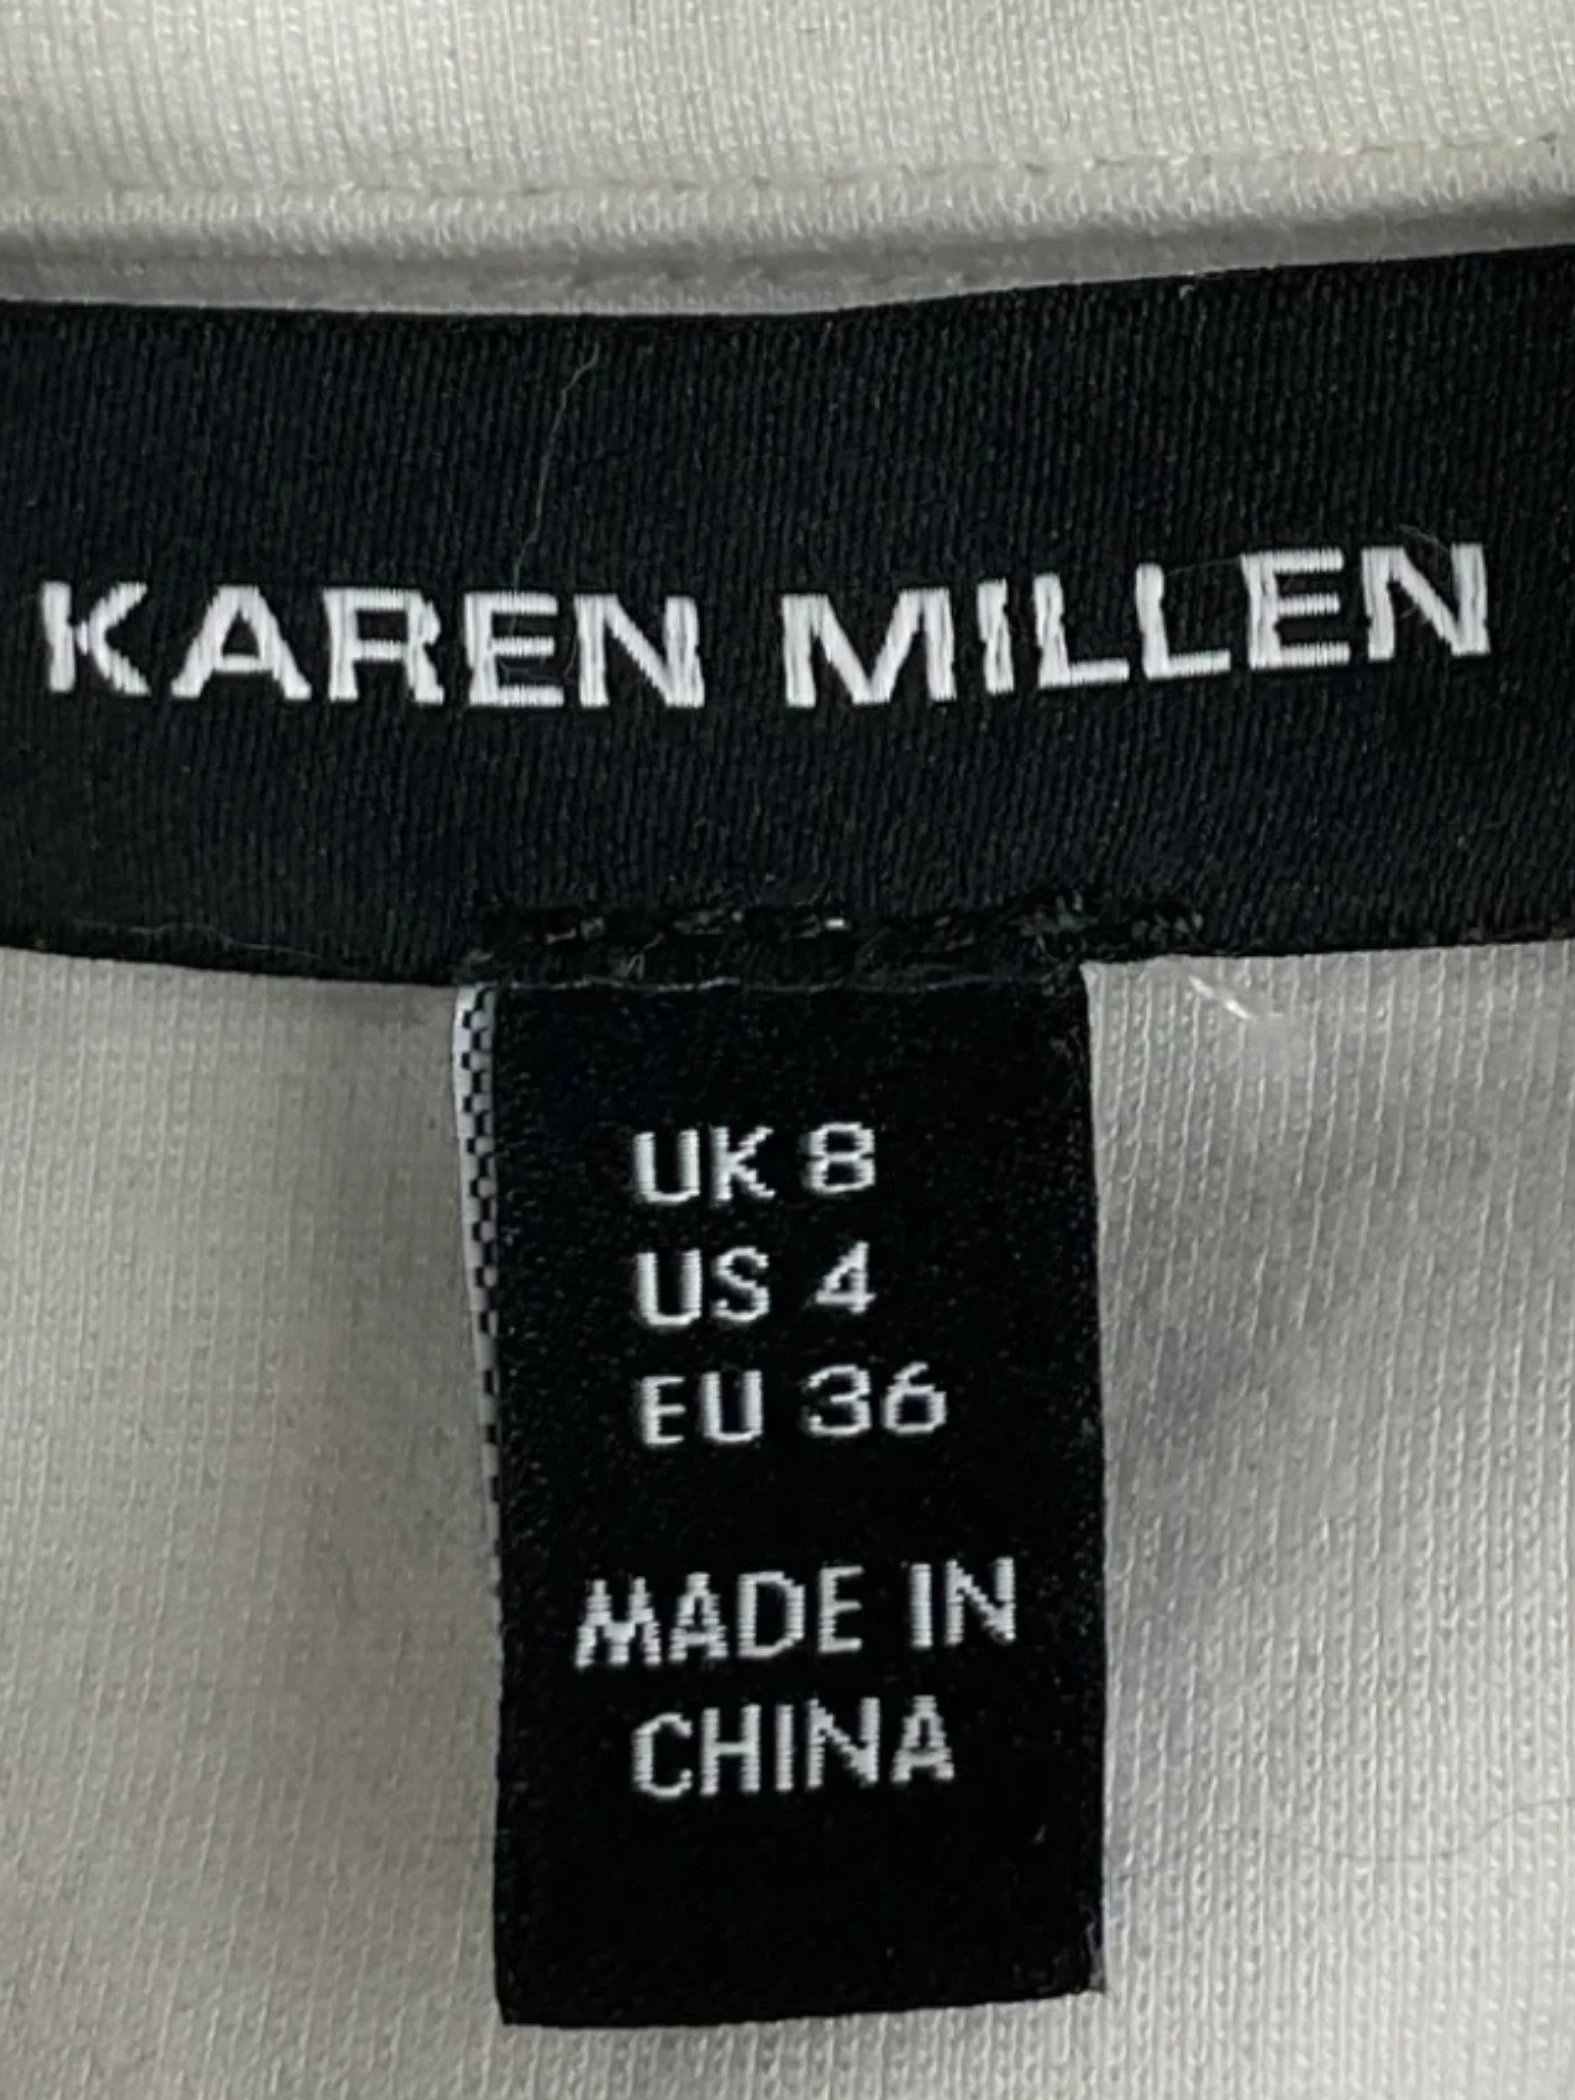 KAREN MILLEN
UK 8
US 4
EU 36
MADE IN
CHINA